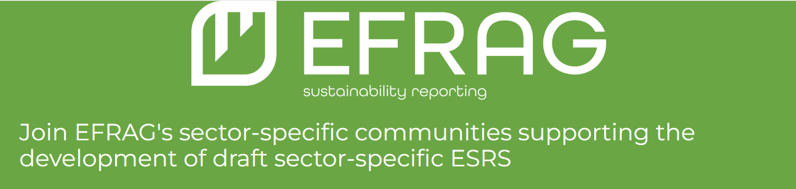 EFRAG
sustainability reporting
Join EFRAG's sector-specific communities supporting the
development of draft sector-specific ESRS